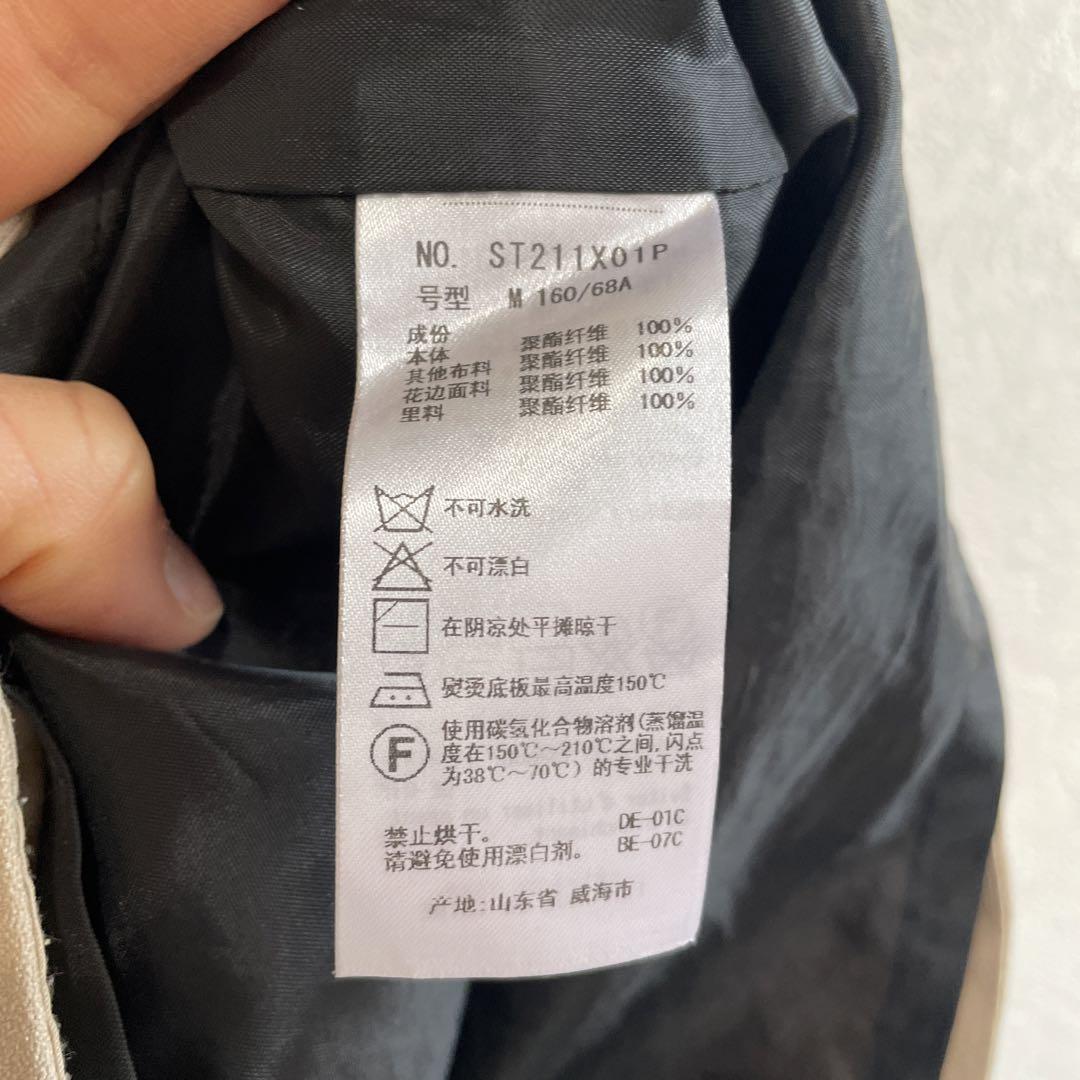 NO. ST211X01P
号型 M 160/68A
成份 聚酯纤维 100%
本体 聚酯纤维 100%
其他布料 聚酯纤维 100%
花边面料 聚酯纤维 100%
里料
不可水洗
不可漂白
在阴凉处平摊晾干
熨烫底板最高温度150℃
F
使用碳氢化合物溶剂(蒸馏温
度在150℃~210℃之间,闪点
为38℃~70℃)的专业干洗
禁止烘干。 DE-01C
请避免使用漂白剂。 BE-07C
产地:山东省 威海市